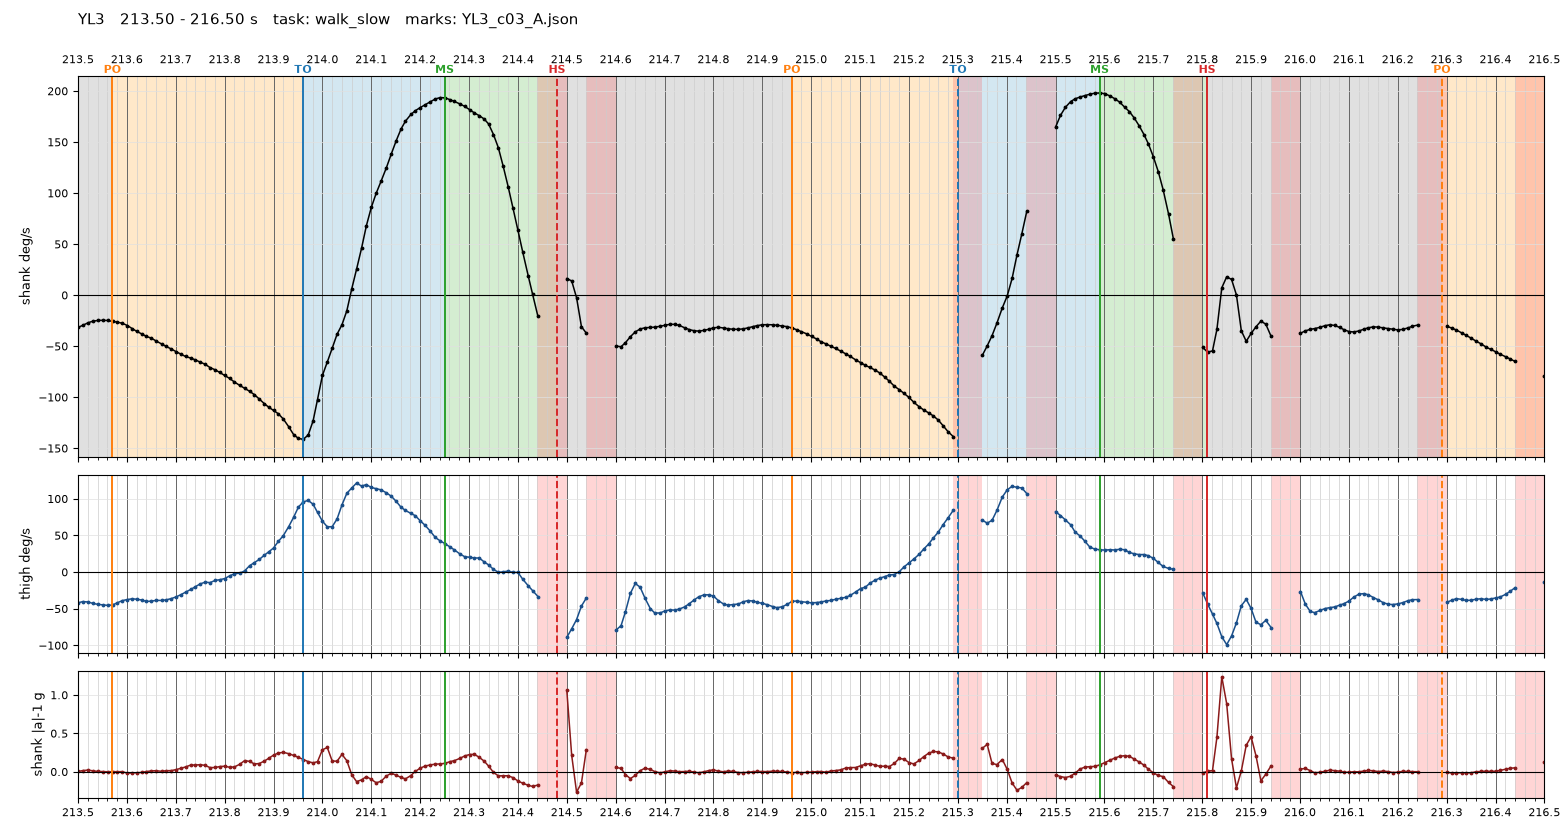 YL3   213.50 - 216.50 s   task: walk_slow   marks: YL3_c03_A.json
213.5 213.6 213.7 213.8 213.9 214.0 214.1 214.2 214.3 214.4 214.5 214.6 214.7 214.8 214.9 215.0 215.1 215.2 215.3 215.4 215.5 215.6 215.7 215.8 215.9 216.0 216.1 216.2 216.3 216.4 216.5
PO TO MS HS PO TO MS HS PO
shank deg/s
200
150
100
50
0
−50
−100
−150
thigh deg/s
100
50
0
−50
−100
shank |a|-1 g
1.0
0.5
0.0
213.5 213.6 213.7 213.8 213.9 214.0 214.1 214.2 214.3 214.4 214.5 214.6 214.7 214.8 214.9 215.0 215.1 215.2 215.3 215.4 215.5 215.6 215.7 215.8 215.9 216.0 216.1 216.2 216.3 216.4 216.5